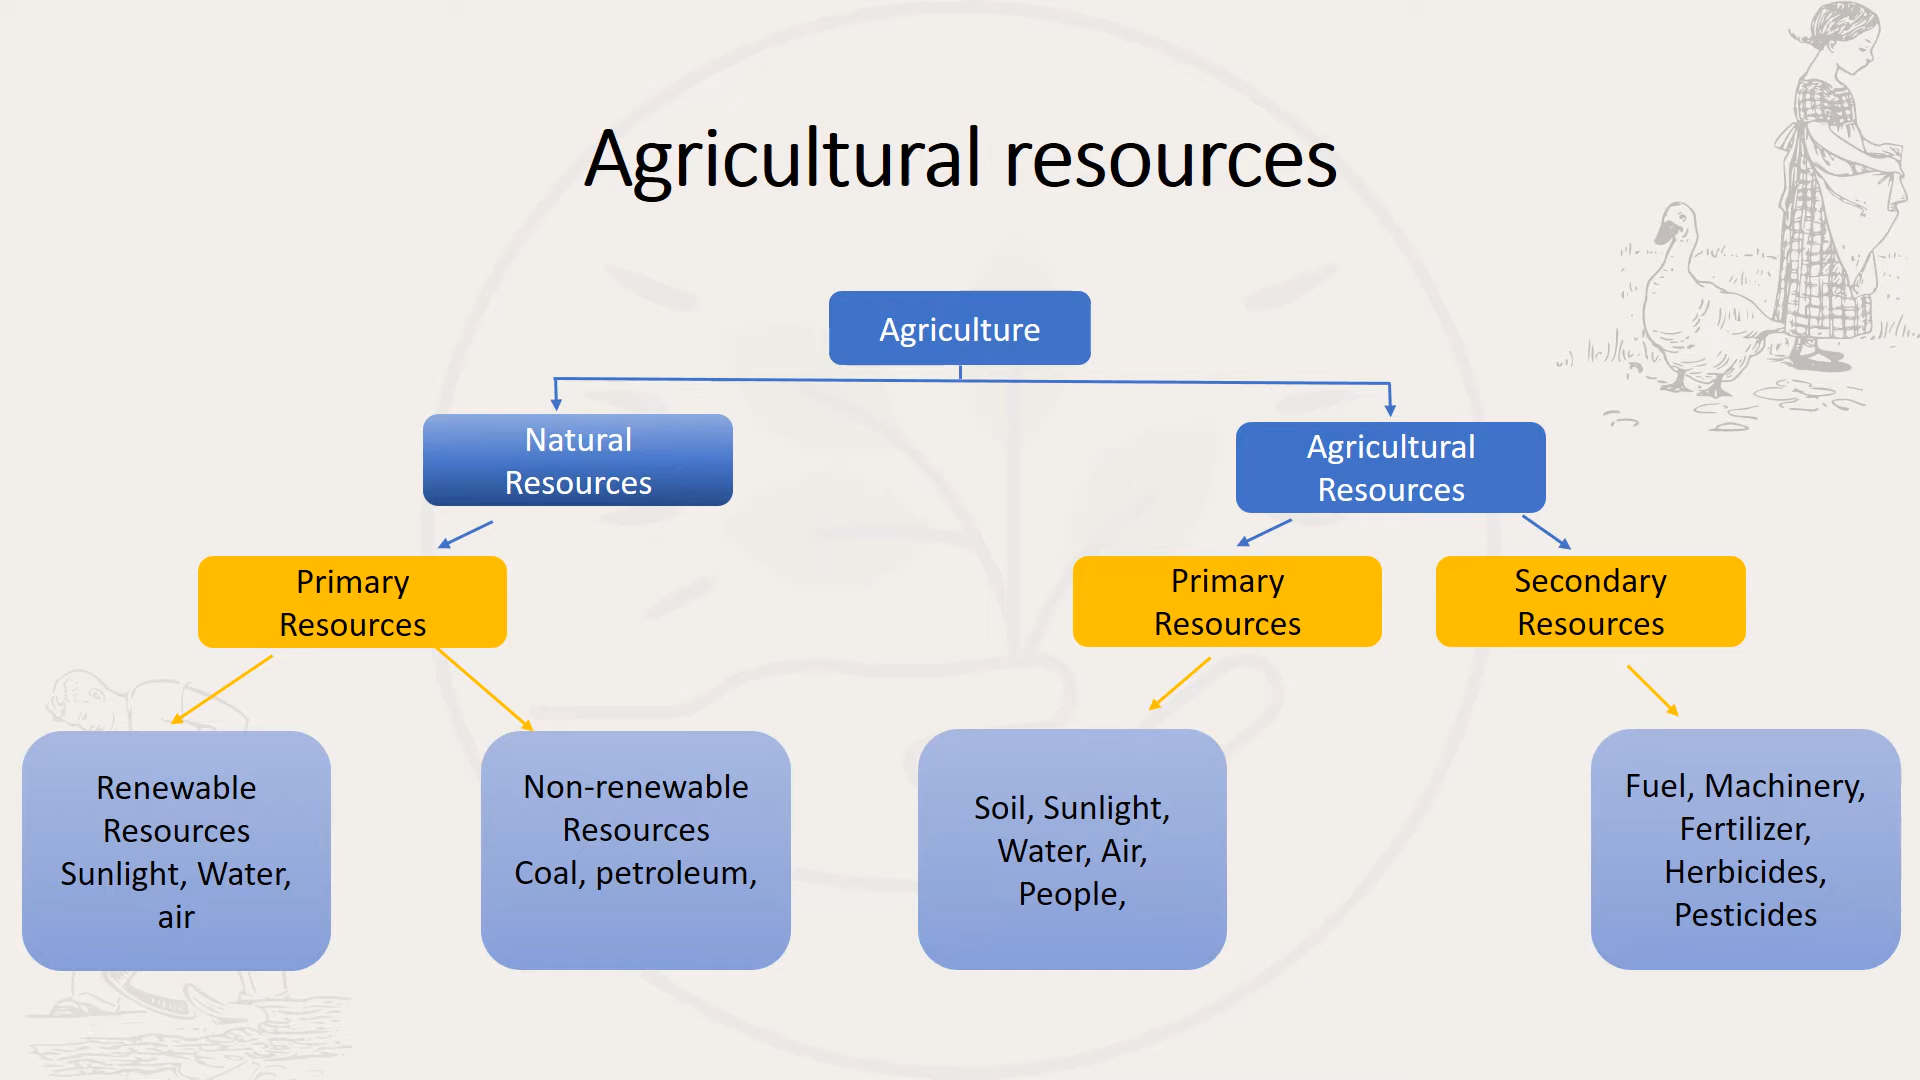 Agricultural resources
Agriculture
Natural
Resources
Agricultural
Resources
Primary
Resources
Primary
Resources
Secondary
Resources
Renewable
Resources
Sunlight, Water,
air
Non-renewable
Resources
Coal, petroleum,
Soil, Sunlight,
Water, Air,
People,
Fuel, Machinery,
Fertilizer,
Herbicides,
Pesticides